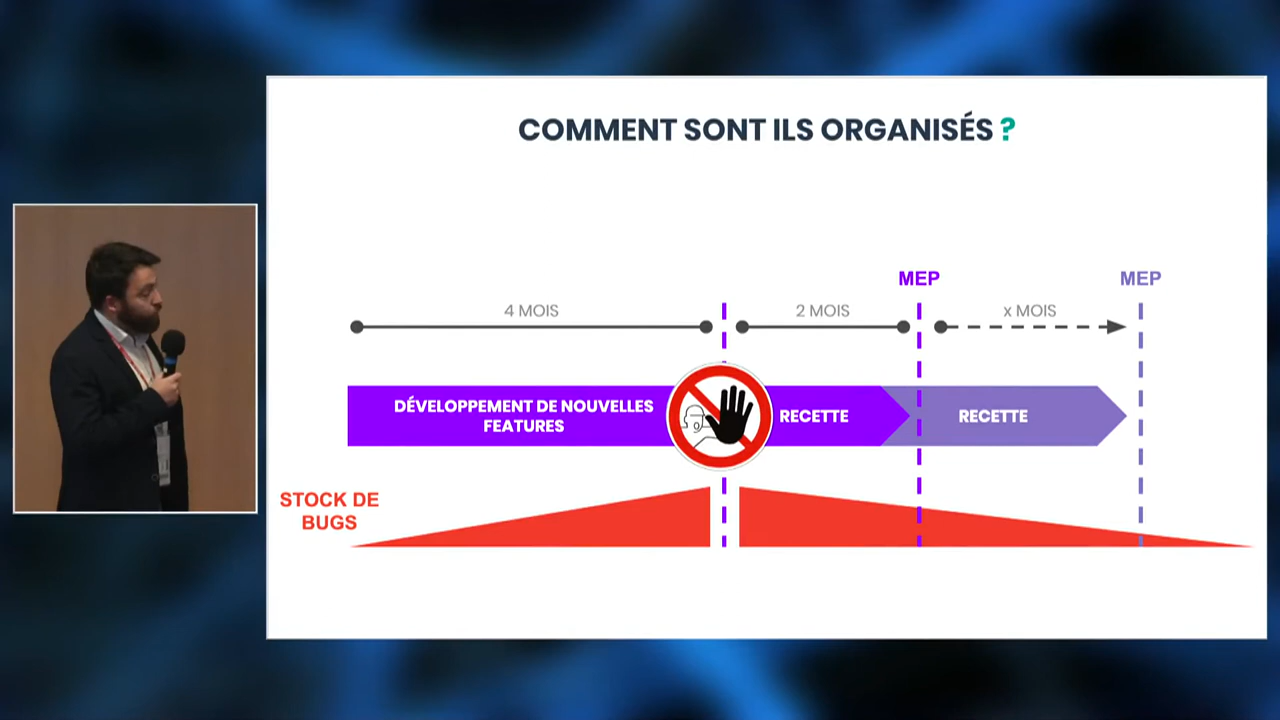 COMMENT SONT ILS ORGANISÉS ?
MEP
MEP
4 MOIS
2 MOIS
x MOIS
DÉVELOPPEMENT DE NOUVELLES
FEATURES
RECETTE
RECETTE
STOCK DE
BUGS